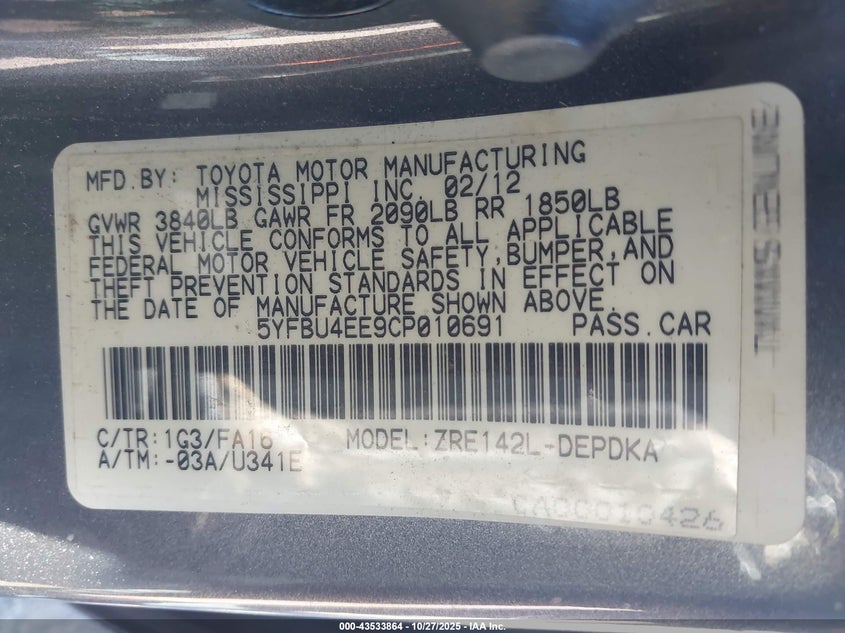 MFD.BY: TOYOTA MOTOR MANUFACTURING
MISSISSIPPI INC. 02/12
GVWR 3840LB GAWR FR 2090LB RR 1850LB
THIS VEHICLE CONFORMS TO ALL APPLICABLE
FEDERAL MOTOR VEHICLE SAFETY, BUMPER, AND
THEFT PREVENTION STANDARDS IN EFFECT ON
THE DATE OF MANUFACTURE SHOWN ABOVE.
5YFBU4EE9CP010691 PASS.CAR
C/TR:1G3/FA16 MODEL:ZRE142L-DEPDKA
A/TM:-03A/U341E
000-43533864 / 10/27/2025 - IAA Inc.